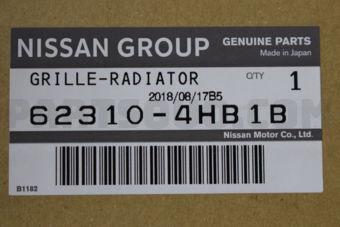 NISSAN GROUP
GENUINE PARTS
Made in Japan
GRILLE-RADIATOR
Q'TY 1
2018/08/17B5
62310-4HB1B
Nissan Motor Co., Ltd.
B1182